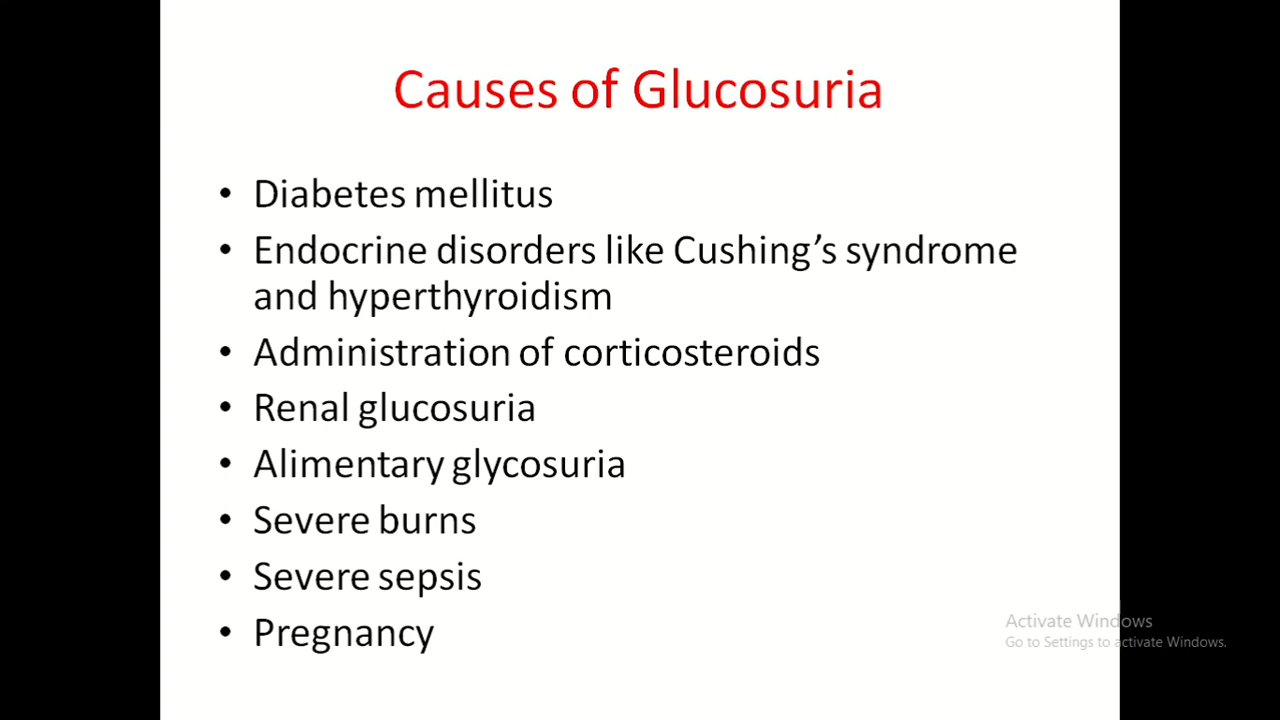 Causes of Glucosuria
• Diabetes mellitus
• Endocrine disorders like Cushing’s syndrome
and hyperthyroidism
• Administration of corticosteroids
• Renal glucosuria
• Alimentary glycosuria
• Severe burns
• Severe sepsis
• Pregnancy
Activate Windows
Go to Settings to activate Windows.